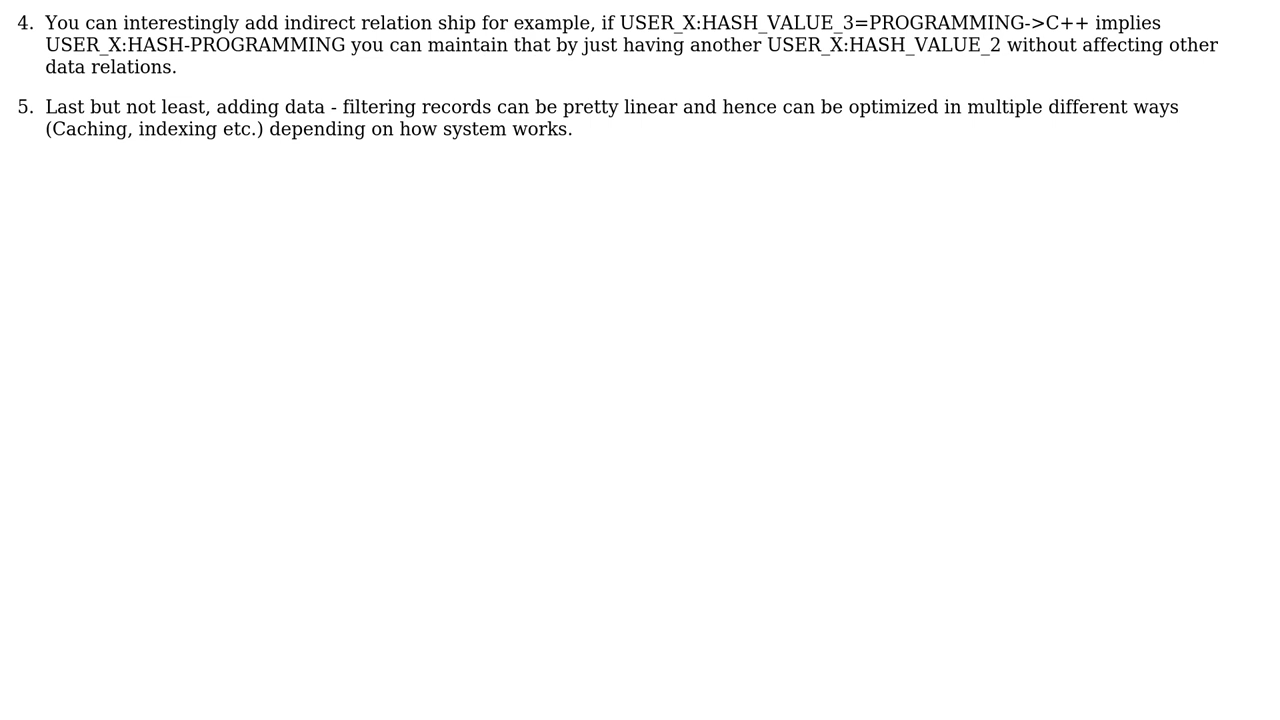 4. You can interestingly add indirect relation ship for example, if USER_X:HASH_VALUE_3=PROGRAMMING->C++ implies
USER_X:HASH-PROGRAMMING you can maintain that by just having another USER_X:HASH_VALUE_2 without affecting other
data relations.
5. Last but not least, adding data - filtering records can be pretty linear and hence can be optimized in multiple different ways
(Caching, indexing etc.) depending on how system works.